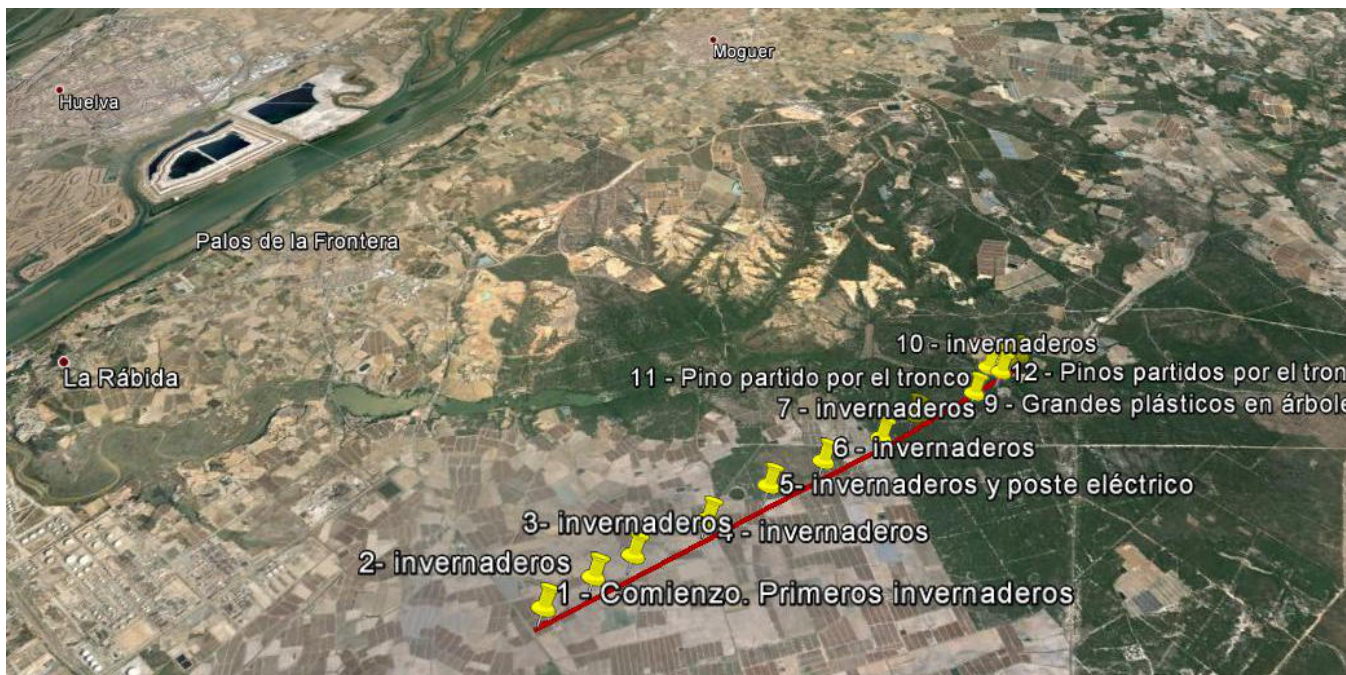 Moguer
Huelva
Palos de la Frontera
La Rábida
10 - invernaderos
11 - Pino partido por el tronco
12 - Pinos partidos por el tron
7 - invernaderos
9 - Grandes plásticos en árbole
6 - invernaderos
5- invernaderos y poste eléctrico
3- invernaderos
4 - invernaderos
2- invernaderos
1 - Comienzo. Primeros invernaderos